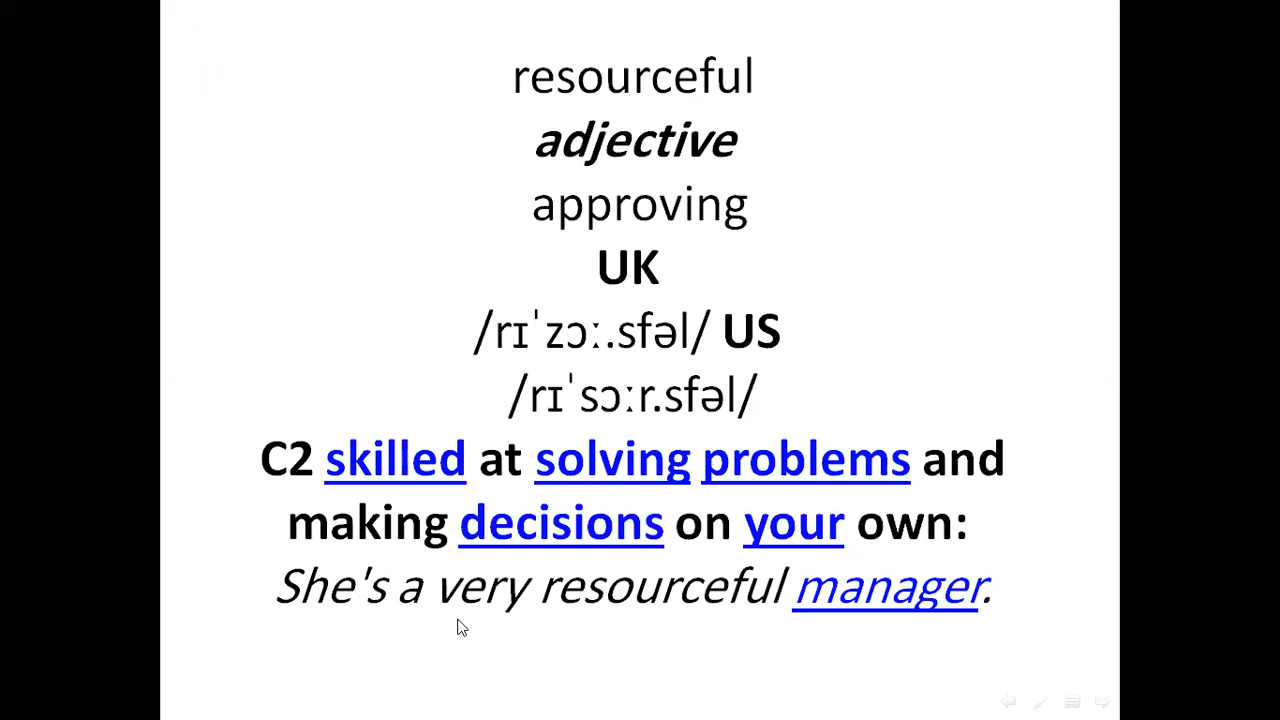 resourceful
adjective
approving
UK
/rɪˈzɔː.sfəl/ US
/rɪˈsɔːr.sfəl/
C2 skilled at solving problems and
making decisions on your own:
She's a very resourceful manager.